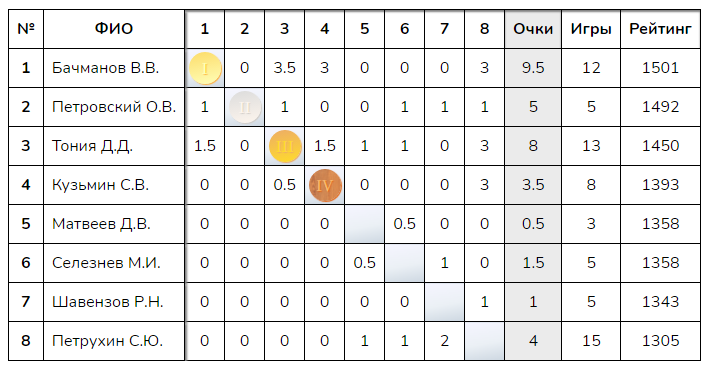 № ФИО 1 2 3 4 5 6 7 8 Очки Игры Рейтинг
1 Бачманов В.В. I 0 3.5 3 0 0 0 3 9.5 12 1501
2 Петровский О.В. 1 II 1 0 0 1 1 1 5 5 1492
3 Тония Д.Д. 1.5 0 III 1.5 1 1 0 3 8 13 1450
4 Кузьмин С.В. 0 0 0.5 IV 0 0 0 3 3.5 8 1393
5 Матвеев Д.В. 0 0 0 0 0.5 0 0 0.5 3 1358
6 Селезнев М.И. 0 0 0 0 0.5 1 0 1.5 5 1358
7 Шавензов Р.Н. 0 0 0 0 0 0 1 1 5 1343
8 Петрухин С.Ю. 0 0 0 0 1 1 2 4 15 1305